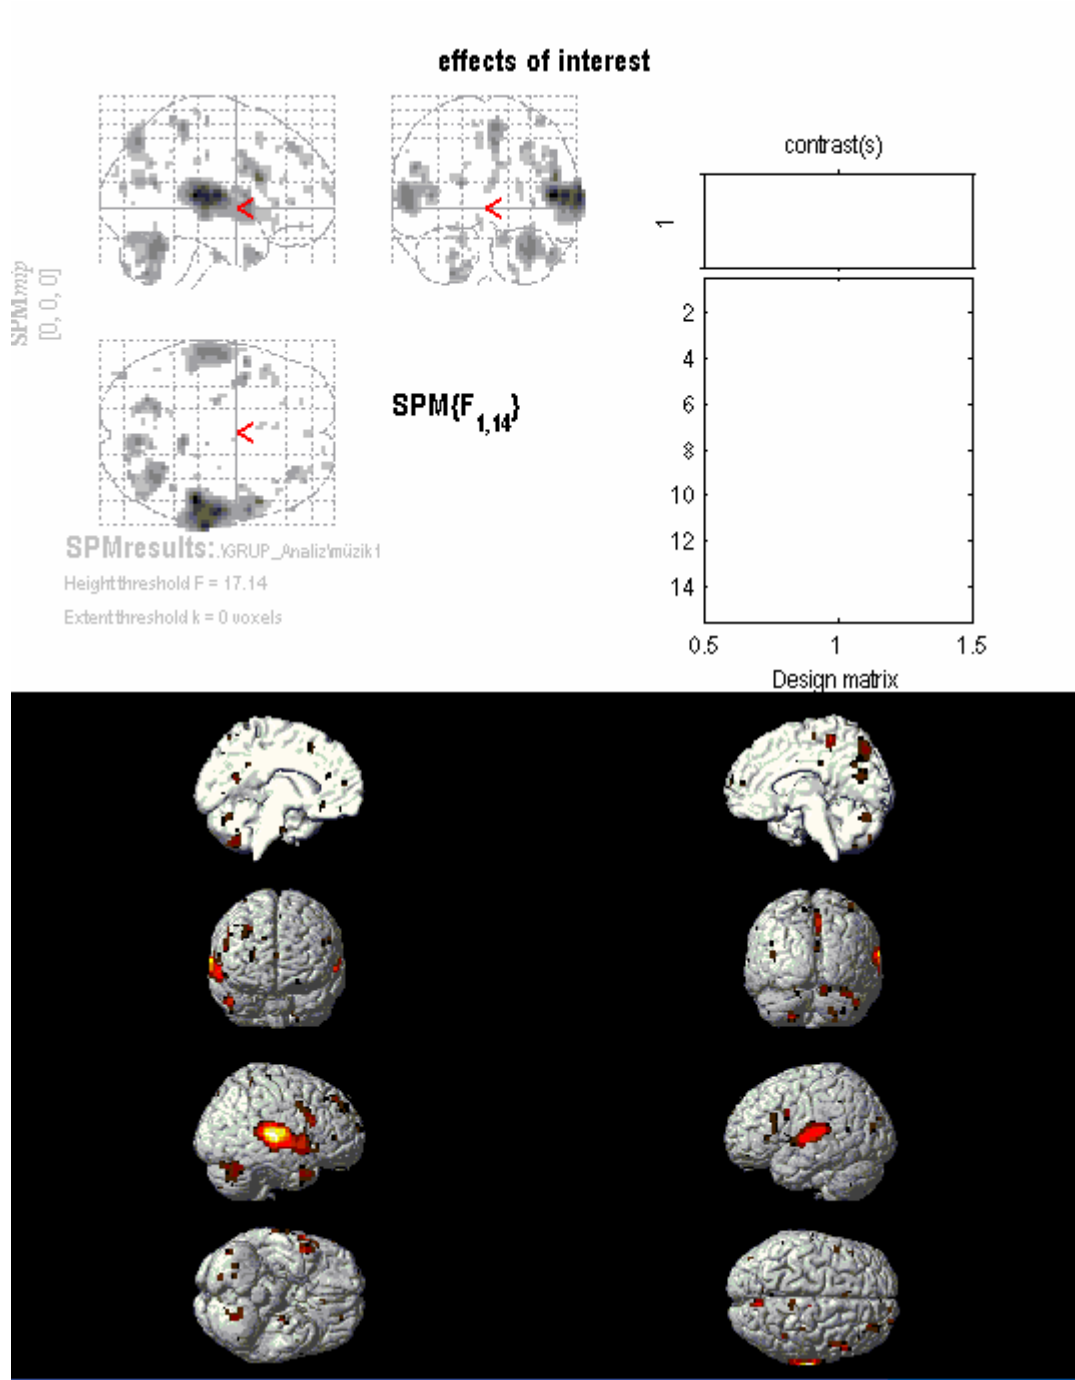 effects of interest
contrast(s)
1
SPMmip
[0, 0, 0]
2
4
6
8
10
12
14
0.5 1 1.5
Design matrix
SPM{F1,14}
SPMresults: .\GRUP_Analiz\müzik1
Height threshold F = 17.14
Extent threshold k = 0 voxels